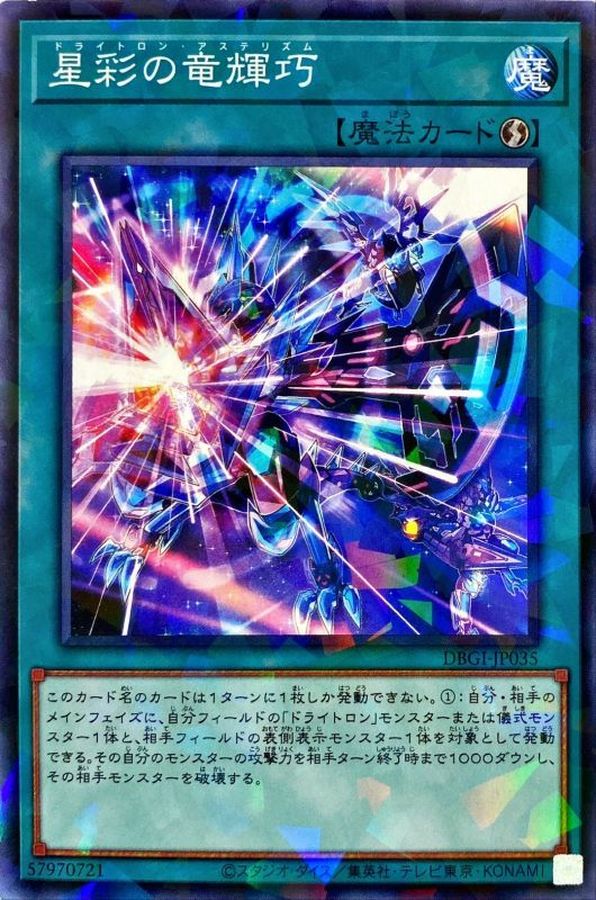 ドライトロン・アステリズム
星彩の竜輝巧
魔
【魔法カード】
DBGI-JP035
このカード名のカードは1ターンに1枚しか発動できない。①:自分・相手の
メインフェイズに、自分フィールドの「ドライトロン」モンスターまたは儀式モン
スター1体と、相手フィールドの表側表示モンスター1体を対象として発動
できる。その自分のモンスターの攻撃力を相手ターン終了時まで1000ダウンし、
その相手モンスターを破壊する。
57970721
©スタジオ・ダイス/集英社・テレビ東京・KONAMI